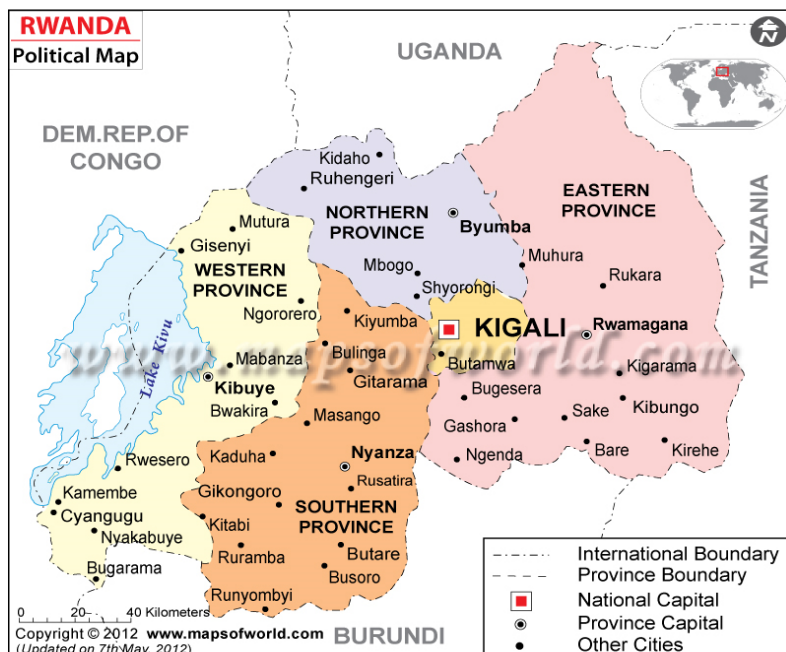 RWANDA
Political Map
N
UGANDA
DEM.REP.OF
CONGO
TANZANIA
BURUNDI
Kidaho
Ruhengeri
NORTHERN
PROVINCE
Byumba
Mbogo
Shyorongi
EASTERN
PROVINCE
Muhura
Rukara
Rwamagana
Kigarama
Kibungo
Bugesera
Gashora
Sake
Ngenda
Bare
Kirehe
KIGALI
Butamwa
Mutura
Gisenyi
WESTERN
PROVINCE
Ngororero
Lake Kivu
Mabanza
Kibuye
Bwakira
Rwesero
Kamembe
Cyangugu
Nyakabuye
Bugarama
Kiyumba
Bulinga
Gitarama
Masango
Kaduha
Nyanza
Rusatira
Gikongoro
SOUTHERN
PROVINCE
Kitabi
Ruramba
Butare
Busoro
Runyombyi
www.mapsofworld.com
International Boundary
Province Boundary
National Capital
Province Capital
Other Cities
0 20 40 Kilometers
Copyright © 2012 www.mapsofworld.com
(Updated on 7th May, 2012)